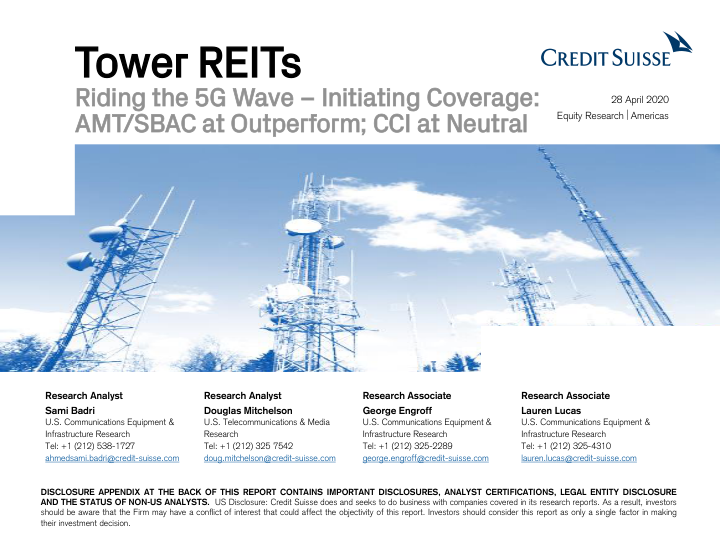 Tower REITs
CREDIT SUISSE
Riding the 5G Wave – Initiating Coverage:
AMT/SBAC at Outperform; CCI at Neutral
28 April 2020
Equity Research | Americas
Research Analyst
Sami Badri
U.S. Communications Equipment &
Infrastructure Research
Tel: +1 (212) 538-1727
ahmedsami.badri@credit-suisse.com
Research Analyst
Douglas Mitchelson
U.S. Telecommunications & Media
Research
Tel: +1 (212) 325 7542
doug.mitchelson@credit-suisse.com
Research Associate
George Engroff
U.S. Communications Equipment &
Infrastructure Research
Tel: +1 (212) 325-2289
george.engroff@credit-suisse.com
Research Associate
Lauren Lucas
U.S. Communications Equipment &
Infrastructure Research
Tel: +1 (212) 325-4310
lauren.lucas@credit-suisse.com
DISCLOSURE APPENDIX AT THE BACK OF THIS REPORT CONTAINS IMPORTANT DISCLOSURES, ANALYST CERTIFICATIONS, LEGAL ENTITY DISCLOSURE
AND THE STATUS OF NON-US ANALYSTS. US Disclosure: Credit Suisse does and seeks to do business with companies covered in its research reports. As a result, investors
should be aware that the Firm may have a conflict of interest that could affect the objectivity of this report. Investors should consider this report as only a single factor in making
their investment decision.